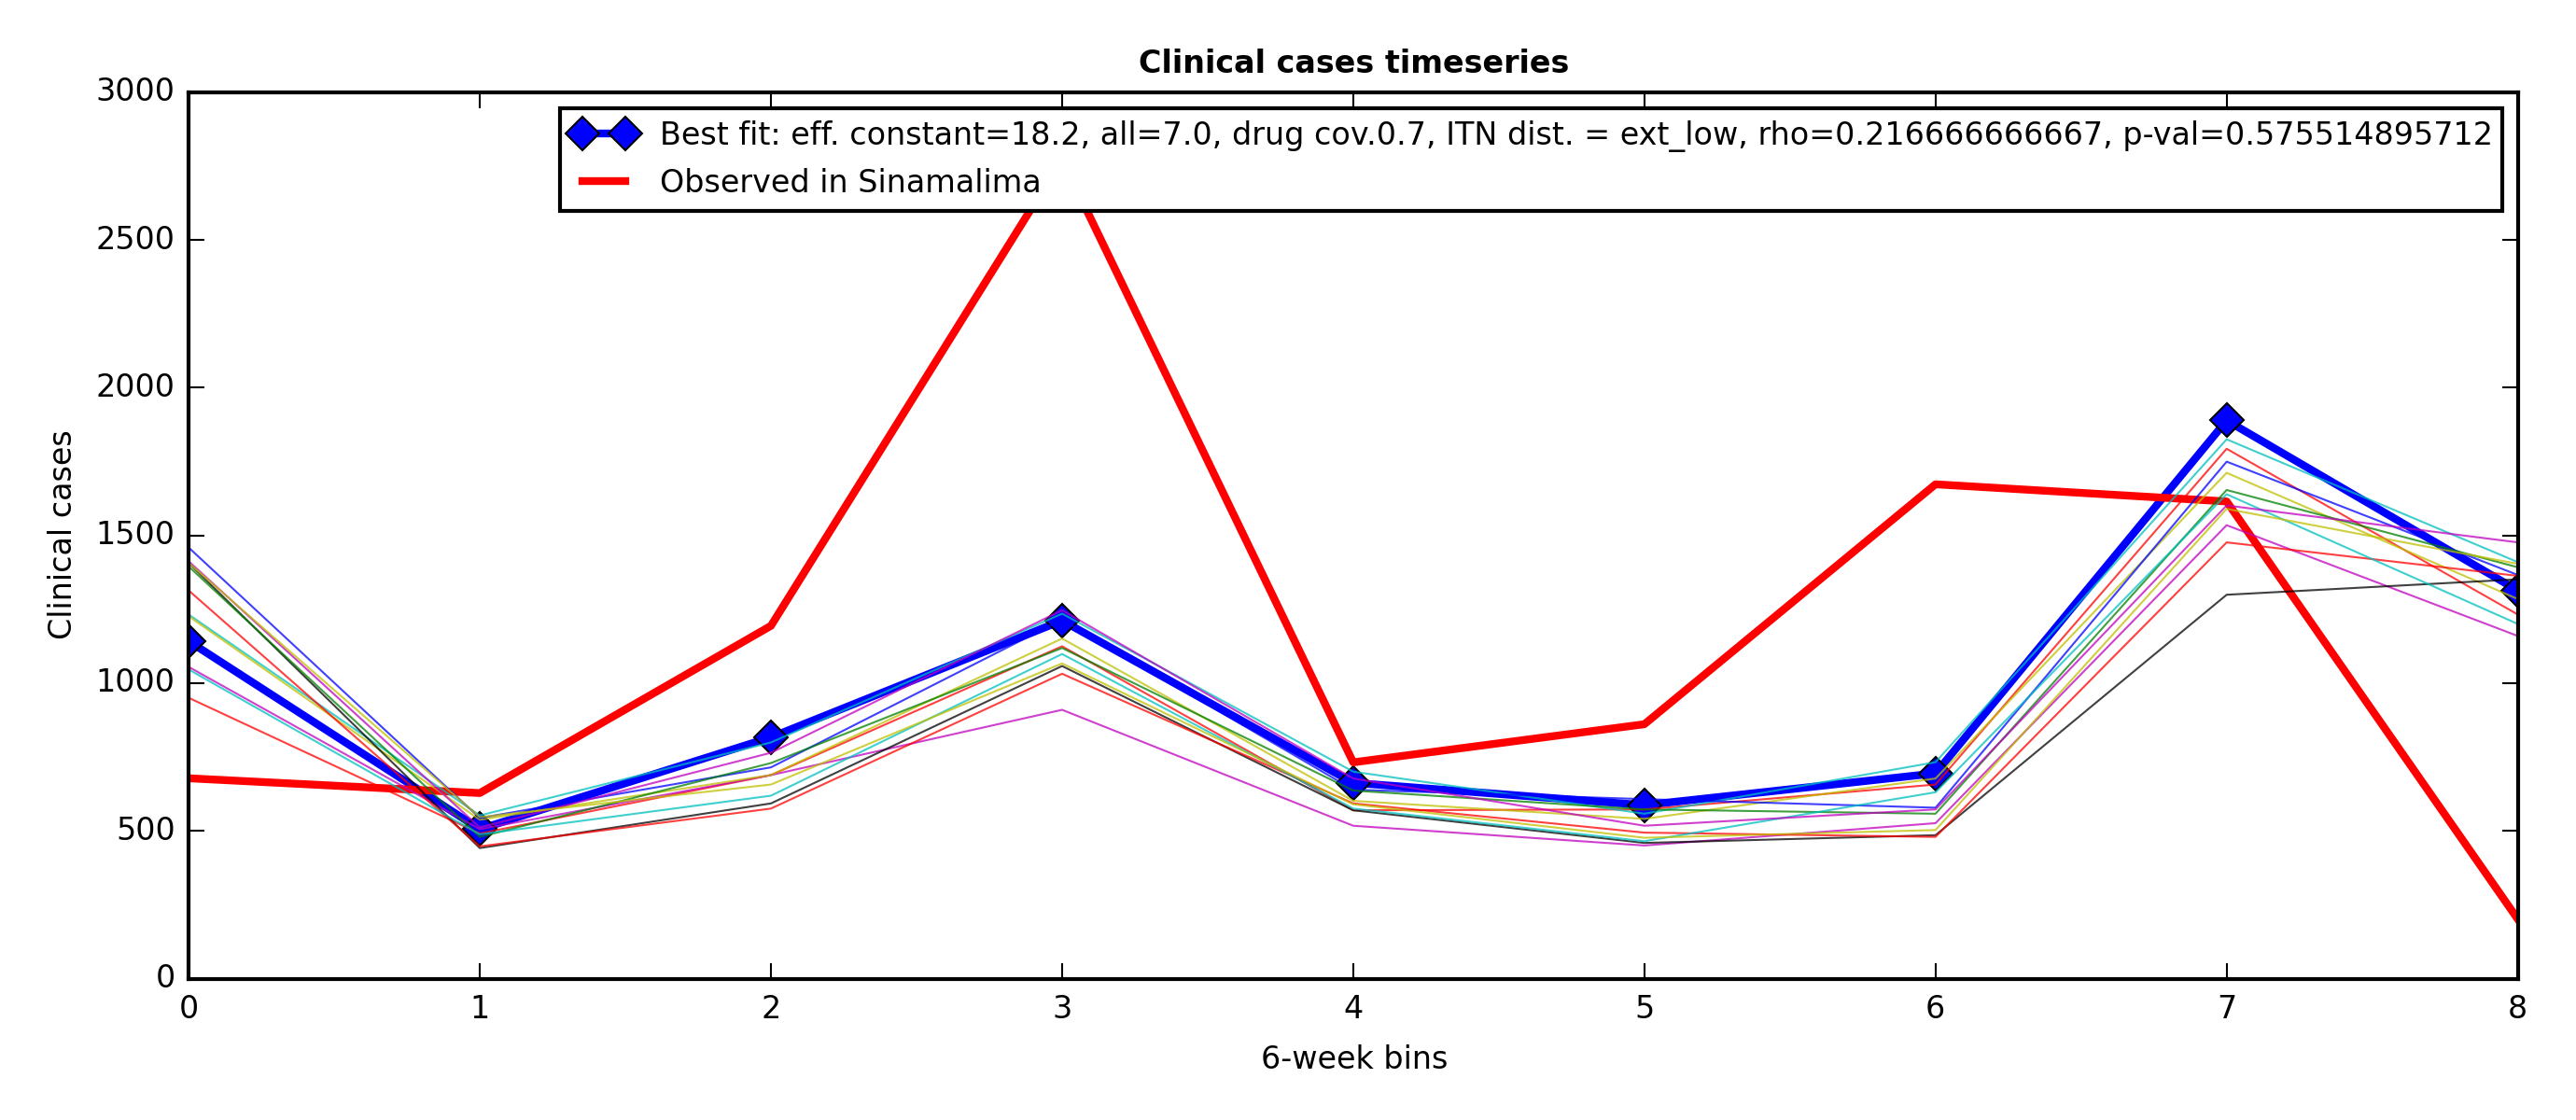 Clinical cases timeseries
3000
2500
2000
1500
1000
500
0
Clinical cases
Best fit: eff. constant=18.2, all=7.0, drug cov.0.7, ITN dist. = ext_low, rho=0.216666666667, p-val=0.575514895712
Observed in Sinamalima
0 1 2 3 4 5 6 7 8
6-week bins